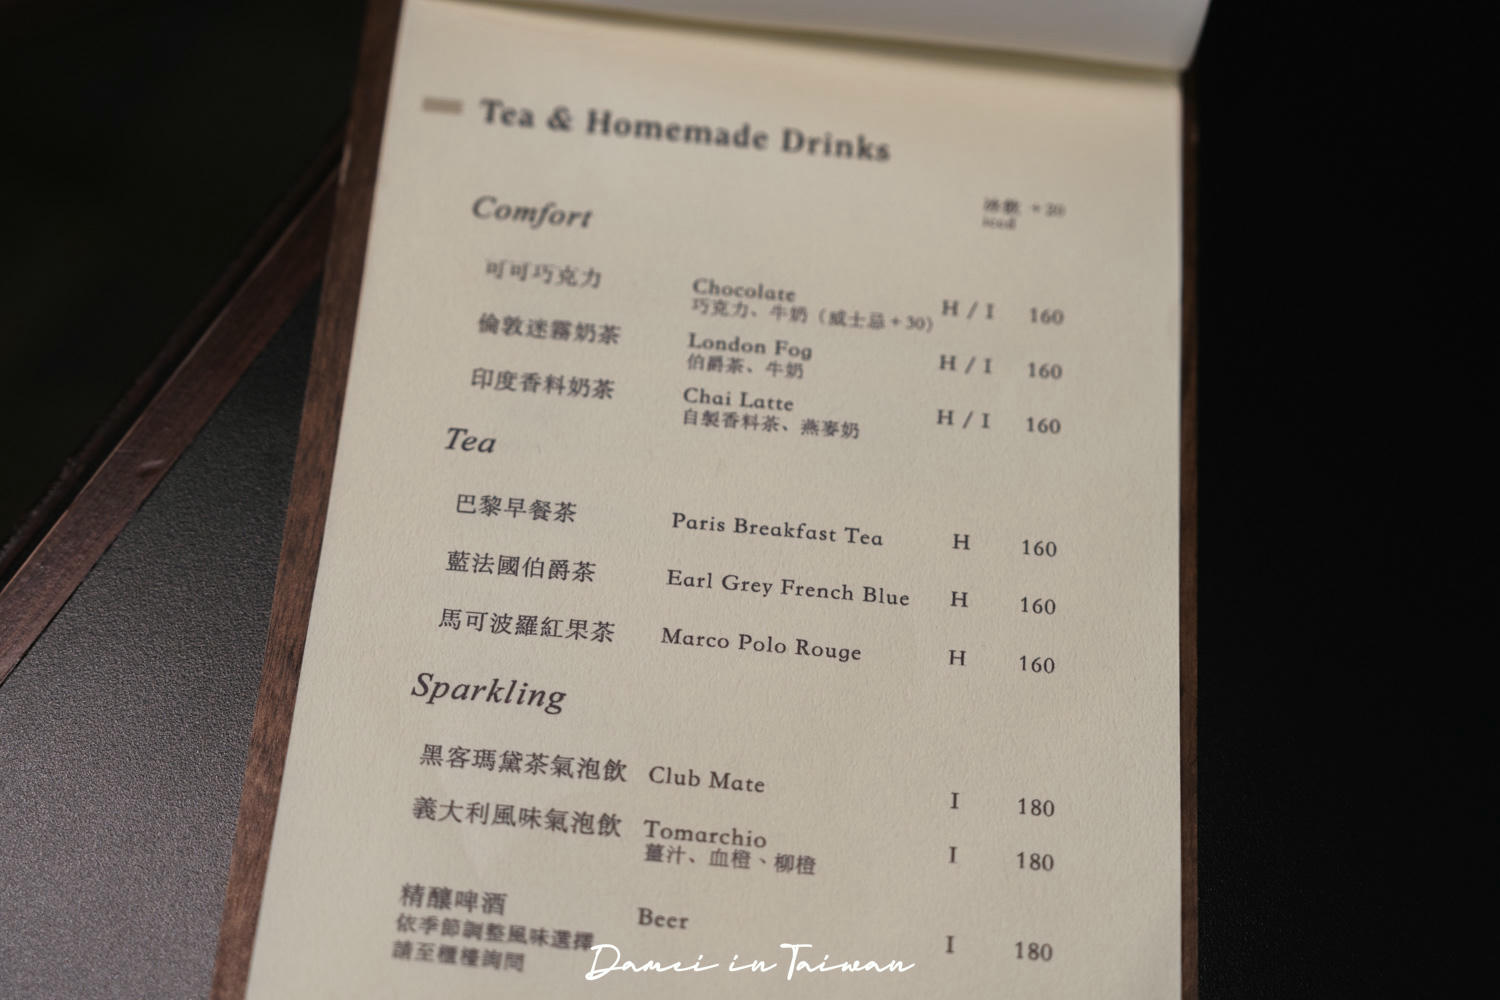 Tea & Homemade Drinks
Comfort
冰飲 +20
iced
可可巧克力 Chocolate H / I 160
巧克力、牛奶（威士忌+30）
倫敦迷霧奶茶 London Fog H / I 160
伯爵茶、牛奶
印度香料奶茶 Chai Latte H / I 160
自製香料茶、燕麥奶
Tea
巴黎早餐茶 Paris Breakfast Tea H 160
藍法國伯爵茶 Earl Grey French Blue H 160
馬可波羅紅果茶 Marco Polo Rouge H 160
Sparkling
黑客瑪黛茶氣泡飲 Club Mate I 180
義大利風味氣泡飲 Tomarchio I 180
薑汁、血橙、柳橙
精釀啤酒 Beer I 180
依季節調整風味選擇
請至櫃檯詢問
Damei in Taiwan